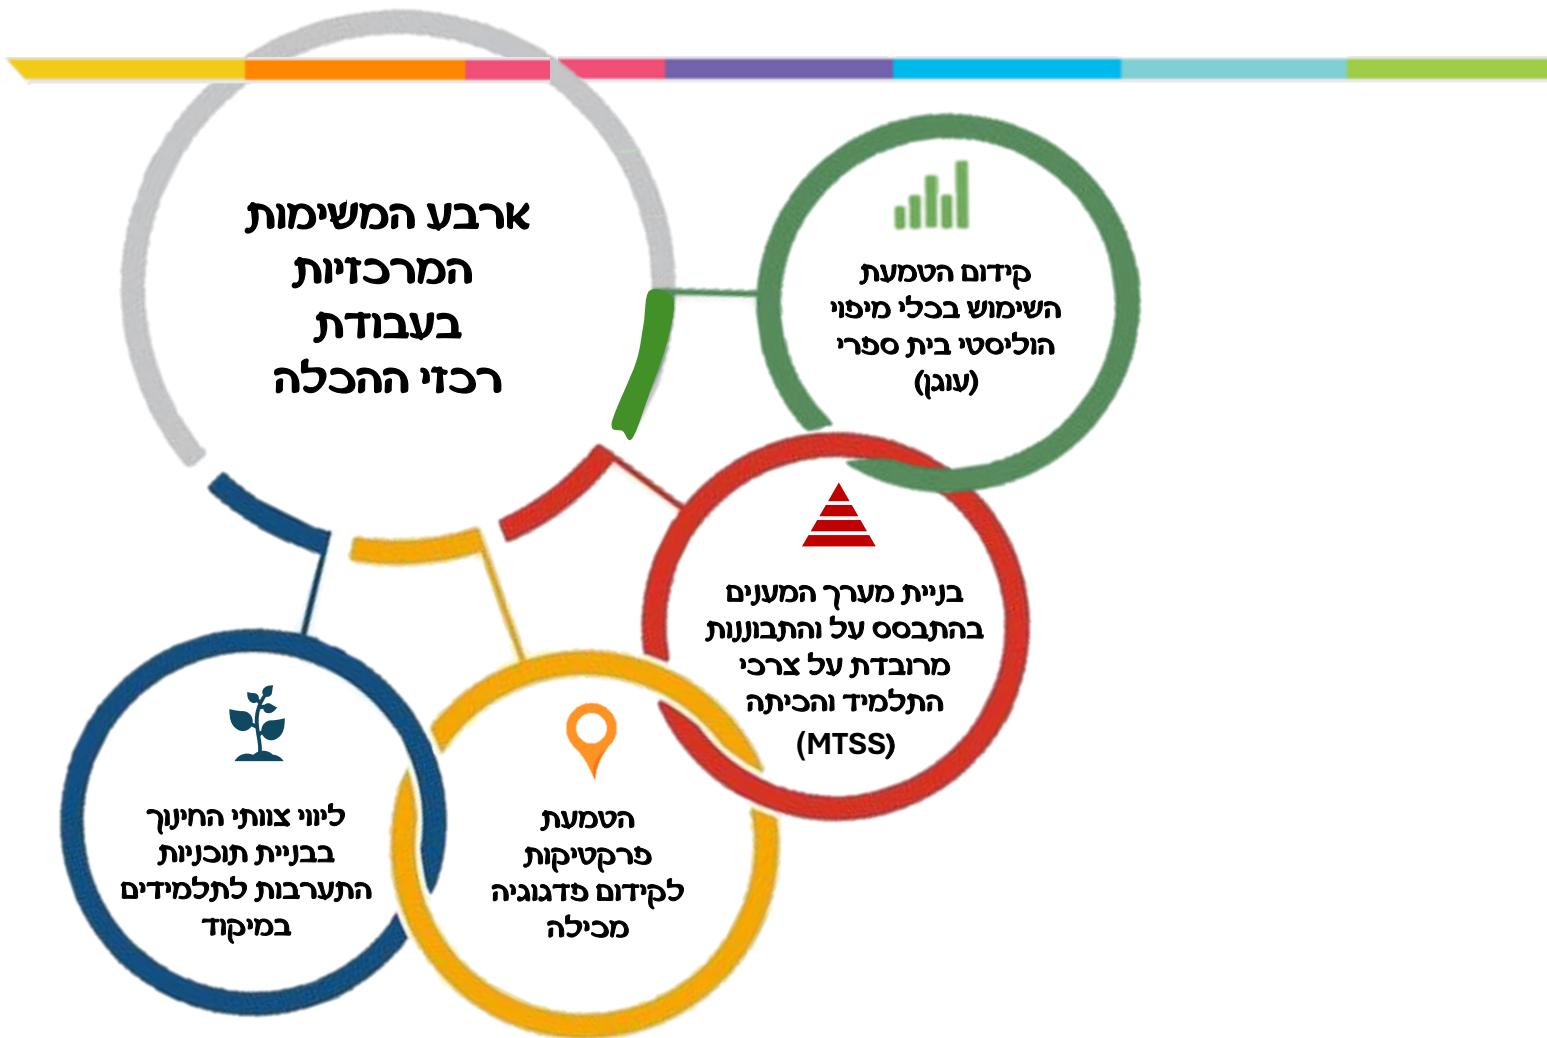 ארבע המשימות
המרכזיות
בעבודת
רכזי ההכלה
קידום הטמעת
השימוש בכלי מיפוי
הוליסטי בית ספרי
(עוגן)
בניית מערך המענים
בהתבסס על והתבוננות
מרובדת על צרכי
התלמיד והכיתה
(MTSS)
הטמעת
פרקטיקות
לקידום פדגוגיה
מכילה
ליווי צוותי החינוך
בבניית תוכניות
התערבות לתלמידים
במיקוד